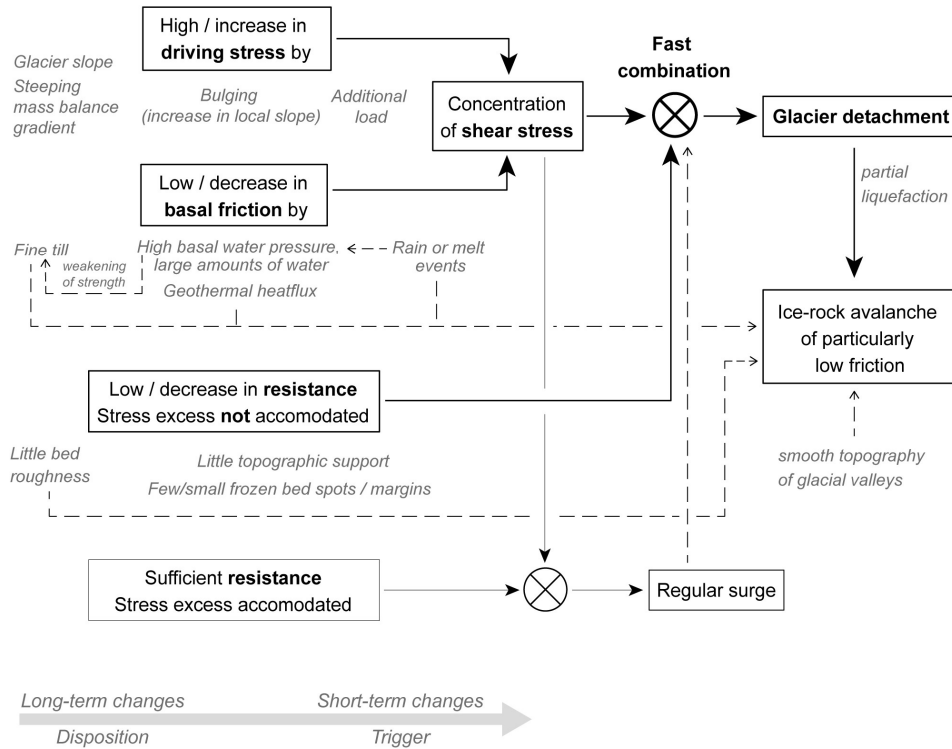 High / increase in
driving stress by
Glacier slope
Steeping
mass balance
gradient
Bulging
(increase in local slope)
Additional
load
Concentration
of shear stress
Fast
combination
Glacier detachment
partial
liquefaction
Low / decrease in
basal friction by
Fine till
weakening
of strength
High basal water pressure,
large amounts of water
Geothermal heatflux
Rain or melt
events
Ice-rock avalanche
of particularly
low friction
Low / decrease in resistance
Stress excess not accomodated
Little bed
roughness
Little topographic support
Few/small frozen bed spots / margins
smooth topography
of glacial valleys
Sufficient resistance
Stress excess accomodated
Regular surge
Long-term changes
Short-term changes
Disposition
Trigger